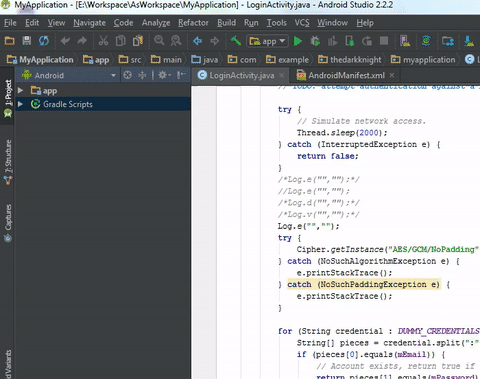 MyApplication - [E:\Workspace\AsWorkspace\MyApplication] - LoginActivity.java - Android Studio 2.2.2
File Edit View Navigate Code Analyze Refactor Build Run Tools VCS Window Help
app
MyApplication app src main java com example thedarkknight myapplication
Android
LoginActivity.java AndroidManifest.xml
1: Project
app
Gradle Scripts
7: Structure
Captures
Variants
// TODO: attempt authentication against a
try {
// Simulate network access.
Thread.sleep(2000);
} catch (InterruptedException e) {
return false;
}
/*Log.e("","");*/
//Log.e("","");
/*Log.d("","");*/
/*Log.v("","");*/
Log.e("","");
try {
Cipher.getInstance("AES/GCM/NoPadding"
} catch (NoSuchAlgorithmException e) {
e.printStackTrace();
} catch (NoSuchPaddingException e) {
e.printStackTrace();
}
for (String credential : DUMMY_CREDENTIALS
String[] pieces = credential.split(":"
if (pieces[0].equals(mEmail)) {
// Account exists, return true if
return pieces[1].equals(mPassword)